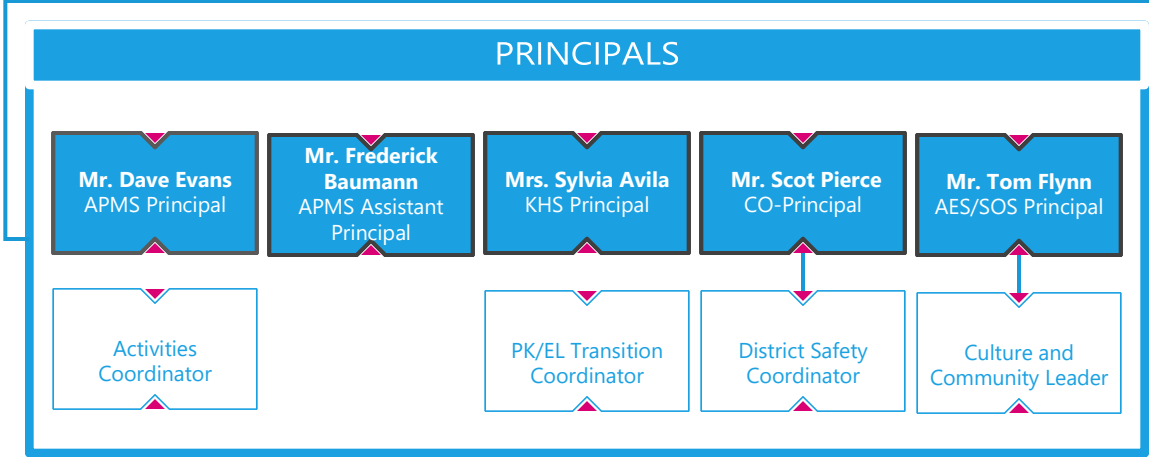 PRINCIPALS
Mr. Dave Evans
APMS Principal
Mr. Frederick
Baumann
APMS Assistant
Principal
Mrs. Sylvia Avila
KHS Principal
Mr. Scot Pierce
CO-Principal
Mr. Tom Flynn
AES/SOS Principal
Activities
Coordinator
PK/EL Transition
Coordinator
District Safety
Coordinator
Culture and
Community Leader